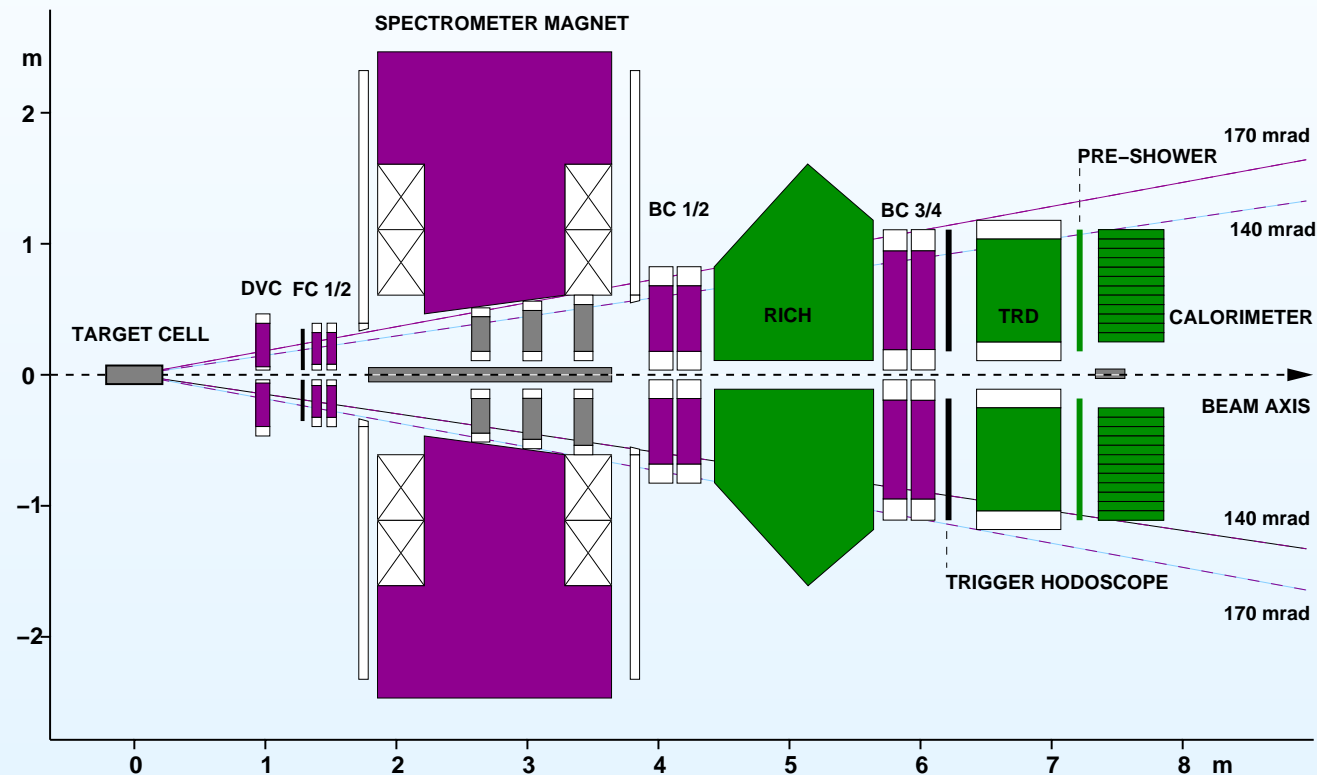 SPECTROMETER MAGNET
m
2
170 mrad
PRE−SHOWER
BC 1/2
BC 3/4
1
140 mrad
DVC
FC 1/2
RICH
TRD
CALORIMETER
TARGET CELL
0
BEAM AXIS
−1
140 mrad
TRIGGER HODOSCOPE
170 mrad
−2
0 1 2 3 4 5 6 7 8 m